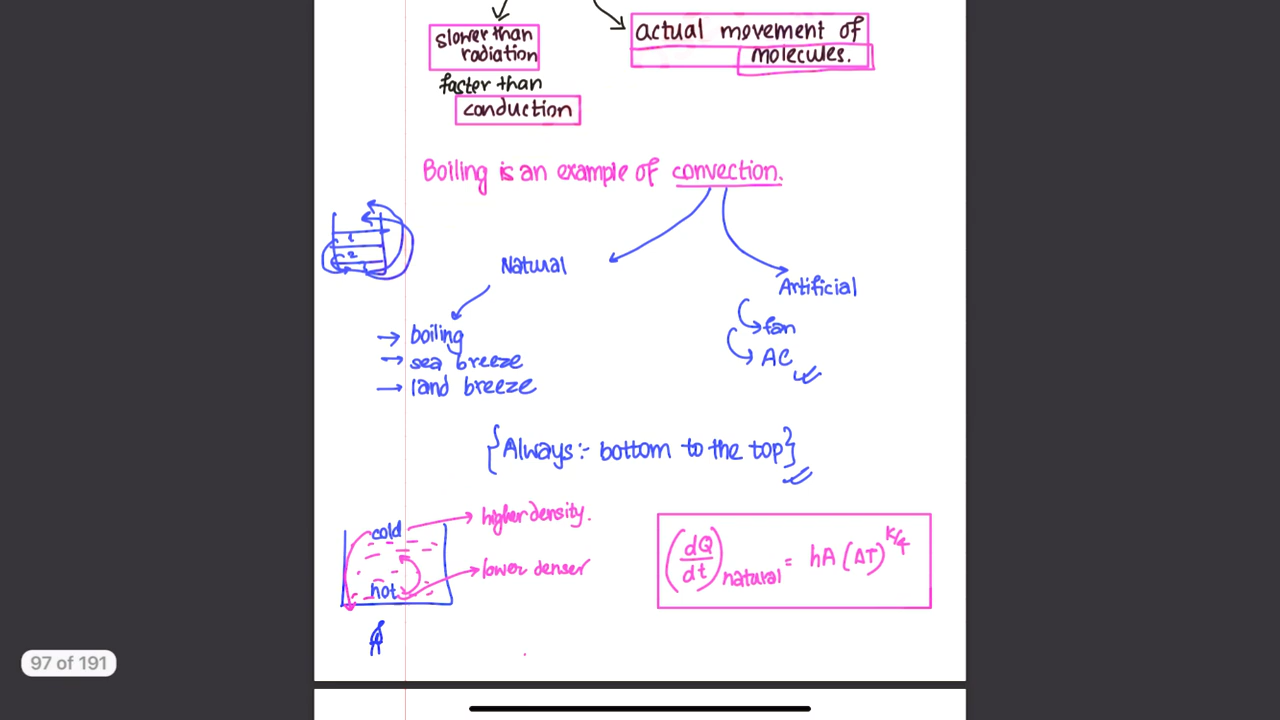 slower than
radiation
faster than
conduction
actual movement of
molecules.
Boiling is an example of convection.
1
2
Natural
→ boiling
→ sea breeze
→ land breeze
Artificial
fan
AC
{Always :- bottom to the top}
cold
higher density.
hot
lower denser
(dQ/dt)natural = hA (ΔT)^K/4
97 of 191